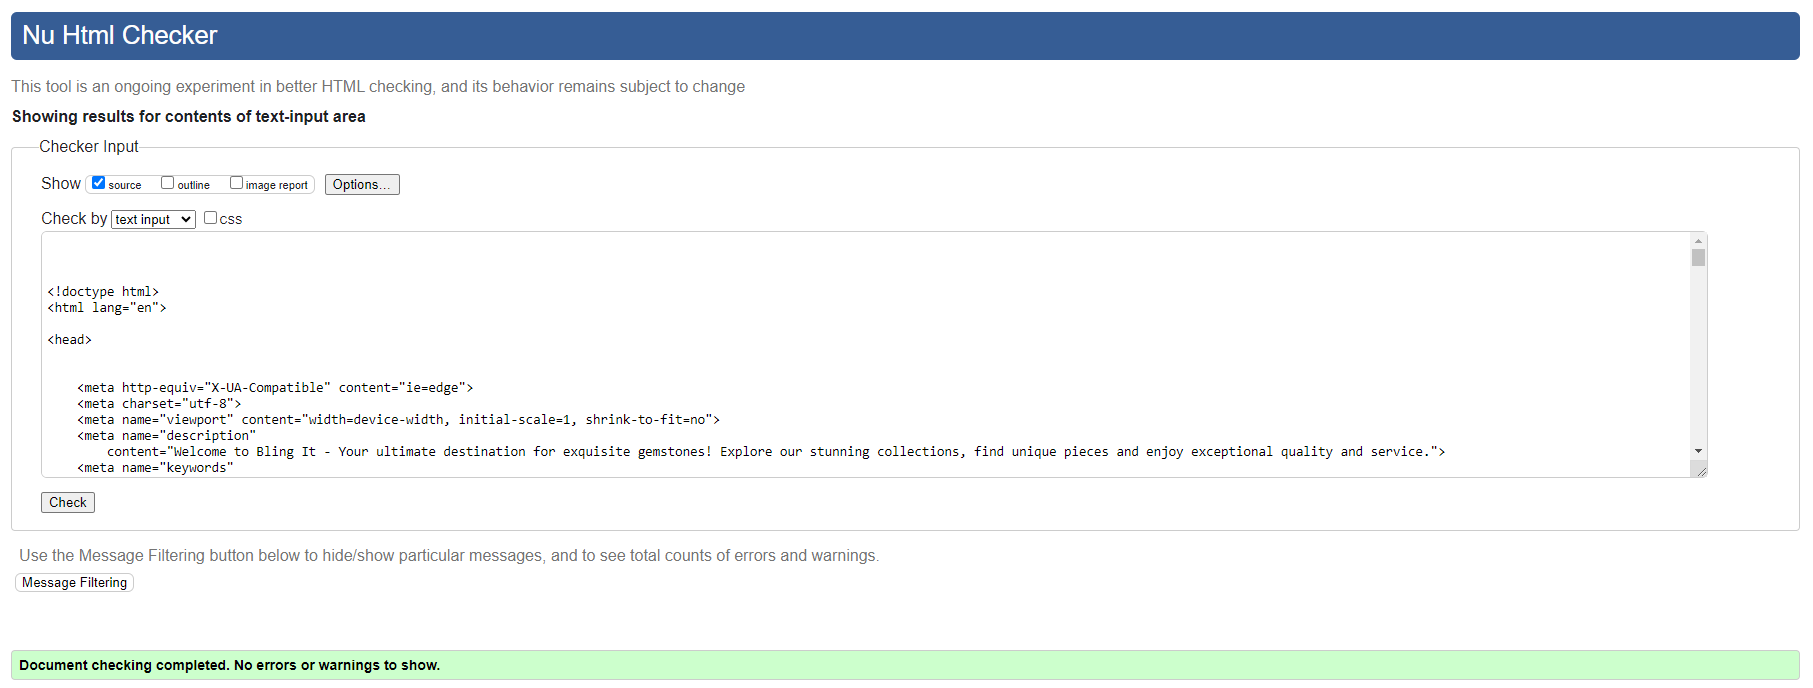 Nu Html Checker
This tool is an ongoing experiment in better HTML checking, and its behavior remains subject to change
Showing results for contents of text-input area
Checker Input
Show source outline image report Options...
Check by text input css
<!doctype html>
<html lang="en">
<head>
<meta http-equiv="X-UA-Compatible" content="ie=edge">
<meta charset="utf-8">
<meta name="viewport" content="width=device-width, initial-scale=1, shrink-to-fit=no">
<meta name="description"
content="Welcome to Bling It - Your ultimate destination for exquisite gemstones! Explore our stunning collections, find unique pieces and enjoy exceptional quality and service.">
<meta name="keywords"
Check
Use the Message Filtering button below to hide/show particular messages, and to see total counts of errors and warnings.
Message Filtering
Document checking completed. No errors or warnings to show.